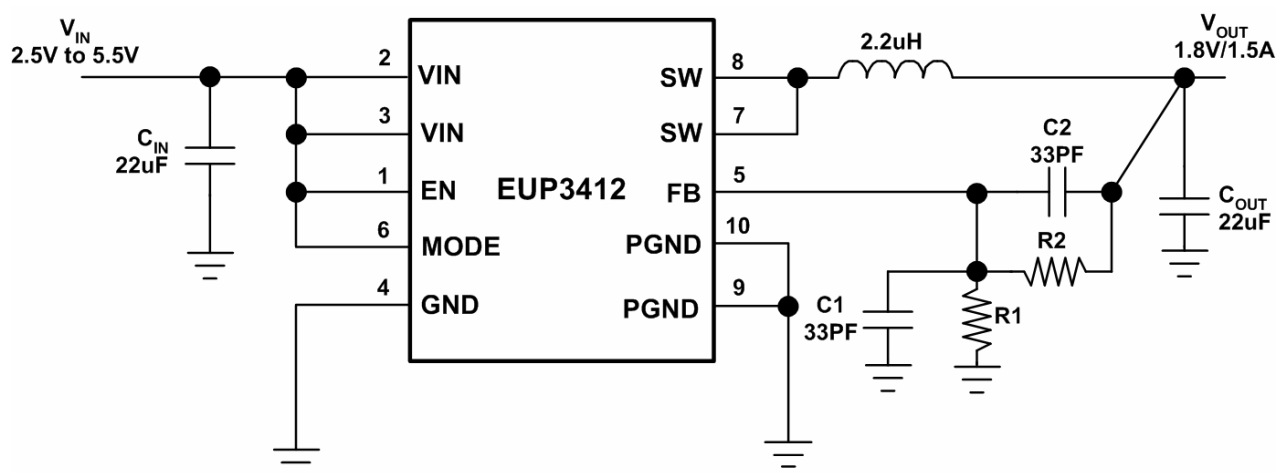 VIN
2.5V to 5.5V
CIN
22uF
2
VIN
3
VIN
1
EN
6
MODE
4
GND
EUP3412
SW
8
SW
7
FB
5
PGND
10
PGND
9
2.2uH
VOUT
1.8V/1.5A
C2
33PF
R2
COUT
22uF
C1
33PF
R1